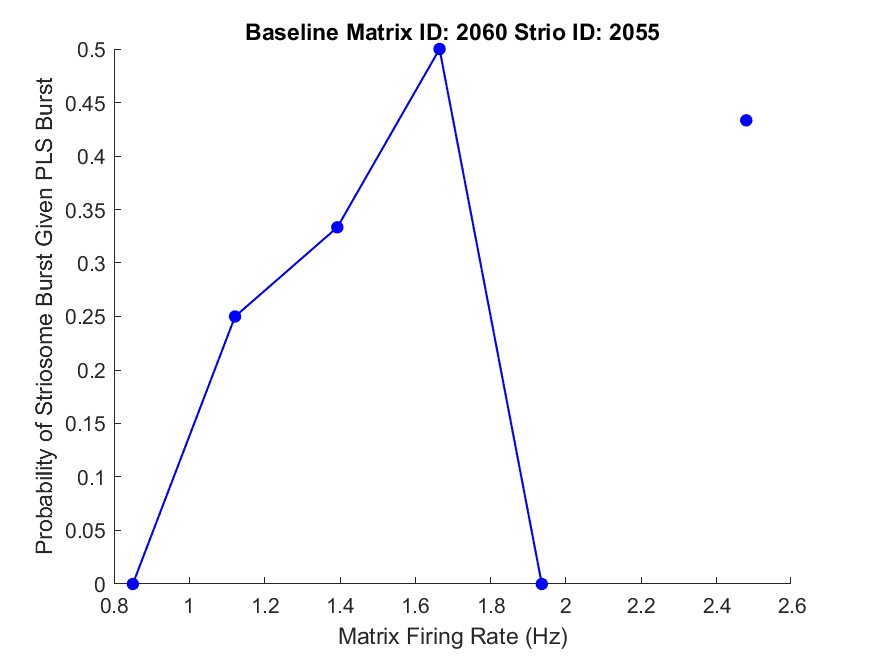 Baseline Matrix ID: 2060 Strio ID: 2055
Probability of Striosome Burst Given PLS Burst
0.5
0.45
0.4
0.35
0.3
0.25
0.2
0.15
0.1
0.05
0
0.8 1 1.2 1.4 1.6 1.8 2 2.2 2.4 2.6
Matrix Firing Rate (Hz)